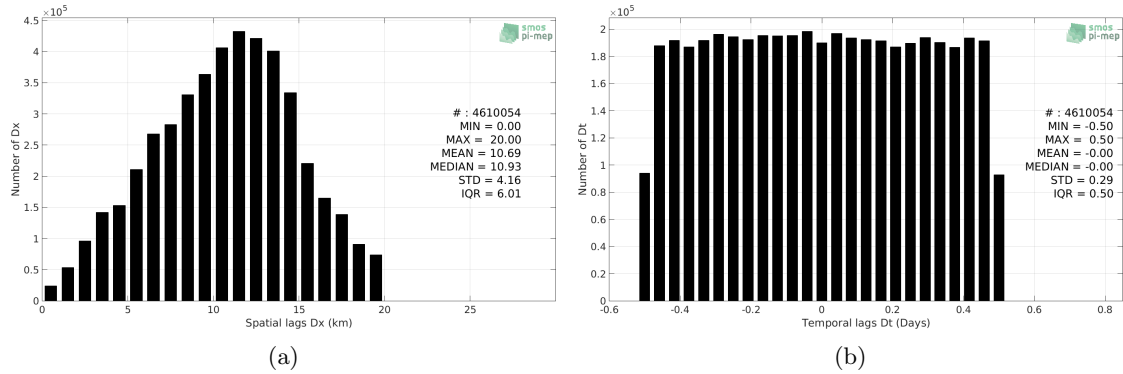 ×10⁵
4.5
4
3.5
3
2.5
2
1.5
1
0.5
0
Number of Dx
smos
pi-mep
# : 4610054
MIN = 0.00
MAX = 20.00
MEAN = 10.69
MEDIAN = 10.93
STD = 4.16
IQR = 6.01
0 5 10 15 20 25
Spatial lags Dx (km)
(a)
×10⁵
2
1.8
1.6
1.4
1.2
1
0.8
0.6
0.4
0.2
0
Number of Dt
smos
pi-mep
# : 4610054
MIN = -0.50
MAX = 0.50
MEAN = -0.00
MEDIAN = -0.00
STD = 0.29
IQR = 0.50
-0.6 -0.4 -0.2 0 0.2 0.4 0.6 0.8
Temporal lags Dt (Days)
(b)